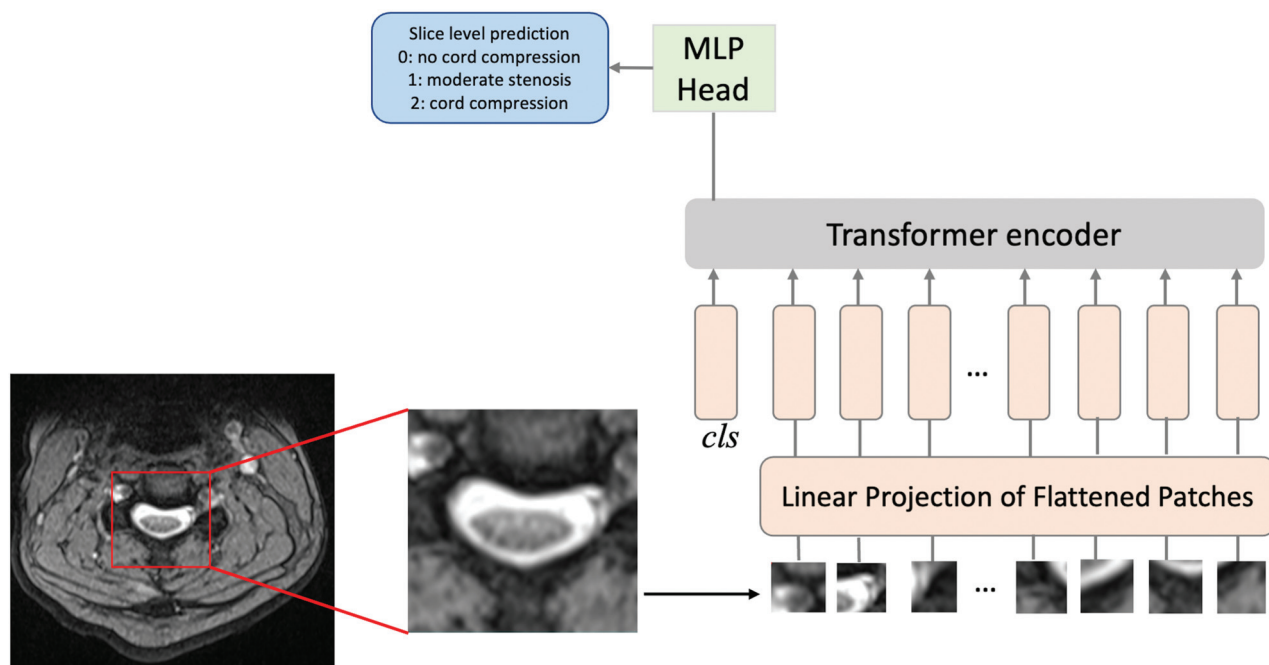 Slice level prediction
0: no cord compression
1: moderate stenosis
2: cord compression
MLP
Head
Transformer encoder
...
cls
Linear Projection of Flattened Patches
...